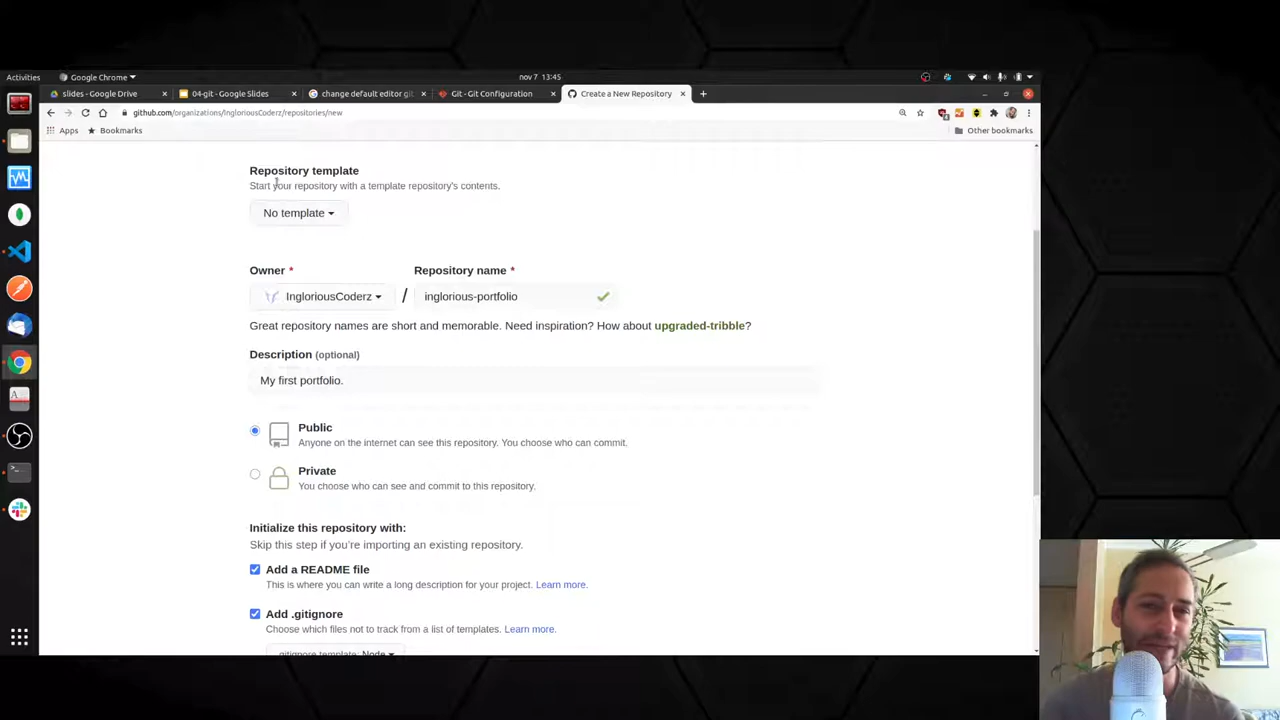 Activities
Google Chrome
nov 7 13:45
slides - Google Drive
04-git - Google Slides
change default editor git
Git - Git Configuration
Create a New Repository
github.com/organizations/IngloriousCoderz/repositories/new
Apps
Bookmarks
Other bookmarks
Repository template
Start your repository with a template repository's contents.
No template
Owner *
Repository name *
IngloriousCoderz
/
inglorious-portfolio
Great repository names are short and memorable. Need inspiration? How about upgraded-tribble?
Description (optional)
My first portfolio.
Public
Anyone on the internet can see this repository. You choose who can commit.
Private
You choose who can see and commit to this repository.
Initialize this repository with:
Skip this step if you're importing an existing repository.
Add a README file
This is where you can write a long description for your project. Learn more.
Add .gitignore
Choose which files not to track from a list of templates. Learn more.
.gitignore template: Node